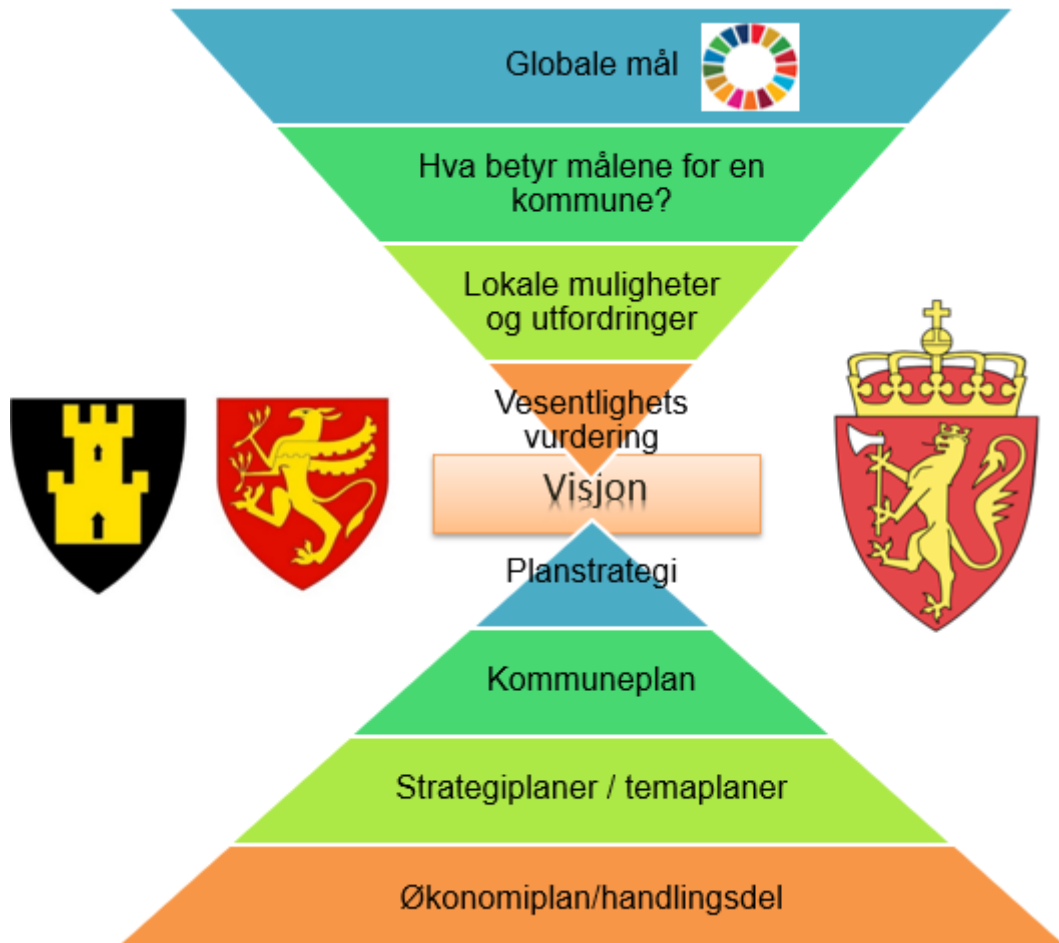 Globale mål
Hva betyr målene for en
kommune?
Lokale muligheter
og utfordringer
Vesentlighets
vurdering
Visjon
Planstrategi
Kommuneplan
Strategiplaner / temaplaner
Økonomiplan/handlingsdel